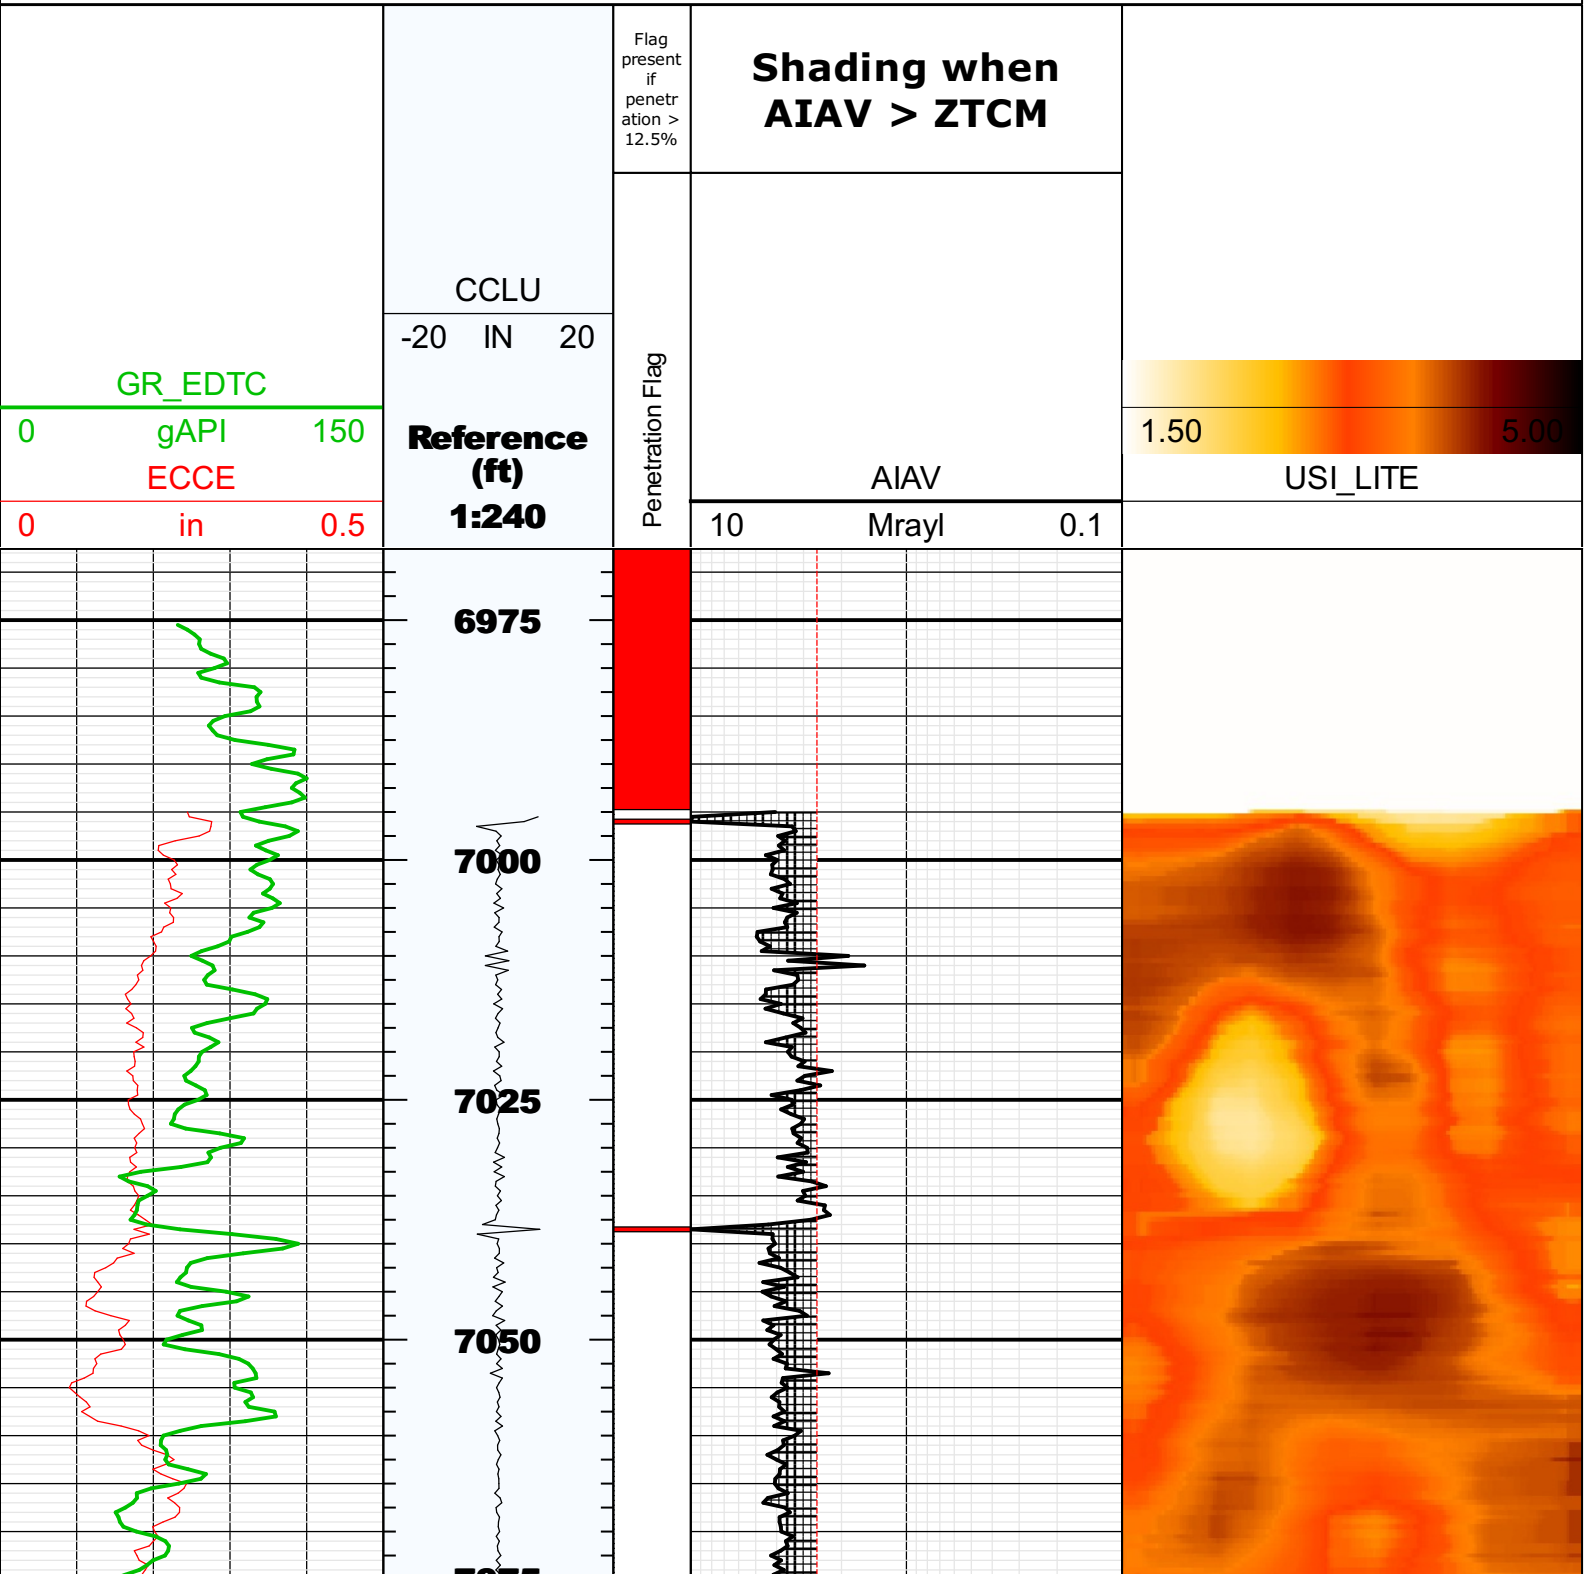 GR_EDTC
0 gAPI 150
ECCE
0 in 0.5
CCLU
-20 IN 20
Reference
(ft)
1:240
Flag
present
if
penetr
ation >
12.5%
Penetration Flag
Shading when
AIAV > ZTCM
AIAV
10 Mrayl 0.1
1.50 5.00
USI_LITE
6975
7000
7025
7050